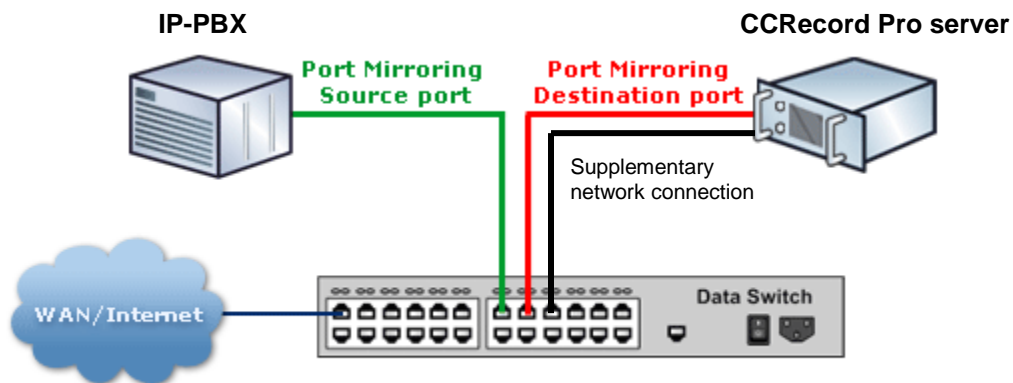 IP-PBX
CCRecord Pro server
Port Mirroring
Source port
Port Mirroring
Destination port
Supplementary
network connection
WAN/Internet
Data Switch